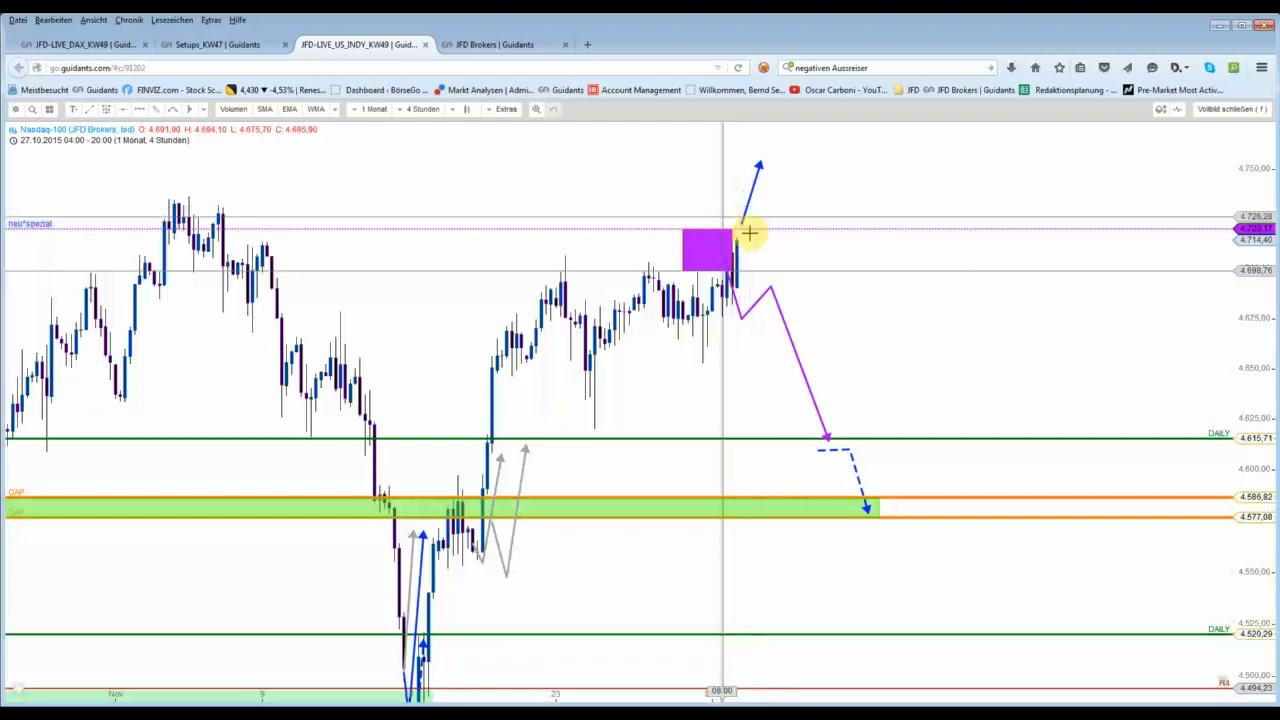 Datei Bearbeiten Ansicht Chronik Lesezeichen Extras Hilfe
JFD-LIVE_DAX_KW49 | Guid... Setups_KW47 | Guidants JFD-LIVE_US_INDY_KW49 | Guid... JFD Brokers | Guidants
go.guidants.com/#c/91202 negativen Aussreiser
Meistbesucht Guidants FINVIZ.com 4,430 ▼ -4,53% | Renes... Dashboard ‹ BörseGo ... Markt Analysen | Admi... Guidants Account Management Willkommen, Bernd Se... Oscar Carboni - YouT... JFD JFD Brokers | Guidants Redaktionsplanung - ... Pre-Market Most Activ...
Volumen SMA EMA WMA 1 Monat 4 Stunden Extras Vollbild schließen ( f )
Nasdaq-100 (JFD Brokers, bid) O: 4.691,90 H: 4.694,10 L: 4.675,70 C: 4.685,90
27.10.2015 04:00 - 20:00 (1 Monat, 4 Stunden)
4.750,00
4.725,28
neu*spezial
4.720,17
4.714,40
4.698,76
4.675,00
4.650,00
4.625,00
DAILY 4.615,71
4.600,00
GAP 4.586,82
GAP 4.577,08
4.550,00
4.525,00
DAILY 4.520,29
4.500,00
4.494,23
Nov 9 23 08:00